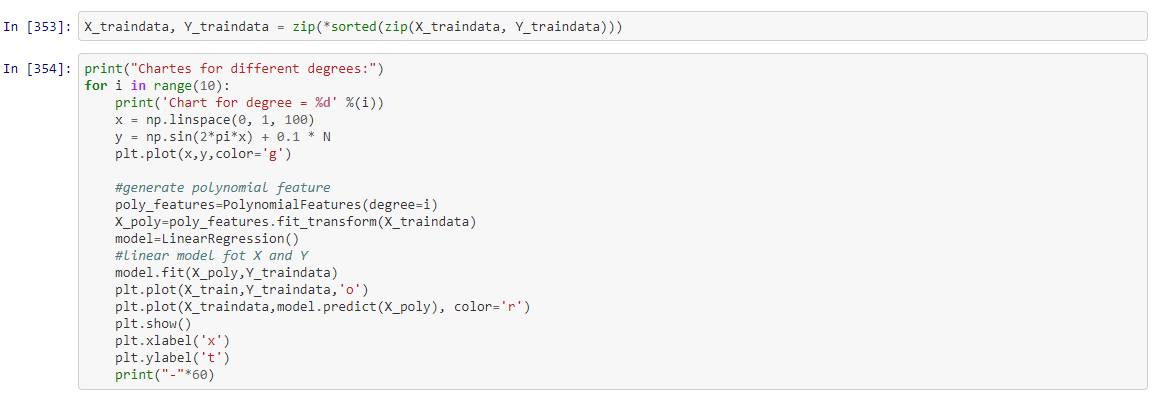 In [353]: X_traindata, Y_traindata = zip(*sorted(zip(X_traindata, Y_traindata)))
In [354]: print("Chartes for different degrees:")
for i in range(10):
    print('Chart for degree = %d' %(i))
    x = np.linspace(0, 1, 100)
    y = np.sin(2*pi*x) + 0.1 * N
    plt.plot(x,y,color='g')

    #generate polynomial feature
    poly_features=PolynomialFeatures(degree=i)
    X_poly=poly_features.fit_transform(X_traindata)
    model=LinearRegression()
    #linear model fot X and Y
    model.fit(X_poly,Y_traindata)
    plt.plot(X_train,Y_traindata,'o')
    plt.plot(X_traindata,model.predict(X_poly), color='r')
    plt.show()
    plt.xlabel('x')
    plt.ylabel('t')
    print("-"*60)